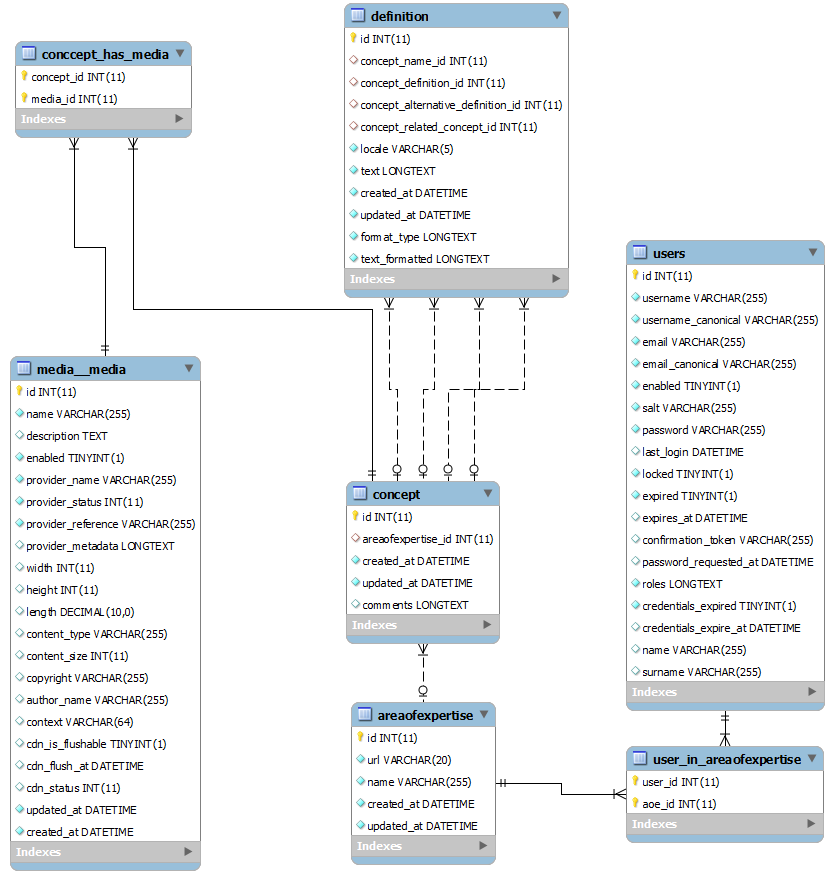 conccept_has_media
concept_id INT(11)
media_id INT(11)
Indexes
definition
id INT(11)
concept_name_id INT(11)
concept_definition_id INT(11)
concept_alternative_definition_id INT(11)
concept_related_concept_id INT(11)
locale VARCHAR(5)
text LONGTEXT
created_at DATETIME
updated_at DATETIME
format_type LONGTEXT
text_formatted LONGTEXT
Indexes
users
id INT(11)
username VARCHAR(255)
username_canonical VARCHAR(255)
email VARCHAR(255)
email_canonical VARCHAR(255)
enabled TINYINT(1)
salt VARCHAR(255)
password VARCHAR(255)
last_login DATETIME
locked TINYINT(1)
expired TINYINT(1)
expires_at DATETIME
confirmation_token VARCHAR(255)
password_requested_at DATETIME
roles LONGTEXT
credentials_expired TINYINT(1)
credentials_expire_at DATETIME
name VARCHAR(255)
surname VARCHAR(255)
Indexes
media__media
id INT(11)
name VARCHAR(255)
description TEXT
enabled TINYINT(1)
provider_name VARCHAR(255)
provider_status INT(11)
provider_reference VARCHAR(255)
provider_metadata LONGTEXT
width INT(11)
height INT(11)
length DECIMAL(10,0)
content_type VARCHAR(255)
content_size INT(11)
copyright VARCHAR(255)
author_name VARCHAR(255)
context VARCHAR(64)
cdn_is_flushable TINYINT(1)
cdn_flush_at DATETIME
cdn_status INT(11)
updated_at DATETIME
created_at DATETIME
Indexes
concept
id INT(11)
areaofexpertise_id INT(11)
created_at DATETIME
updated_at DATETIME
comments LONGTEXT
Indexes
areaofexpertise
id INT(11)
url VARCHAR(20)
name VARCHAR(255)
created_at DATETIME
updated_at DATETIME
Indexes
user_in_areaofexpertise
user_id INT(11)
aoe_id INT(11)
Indexes